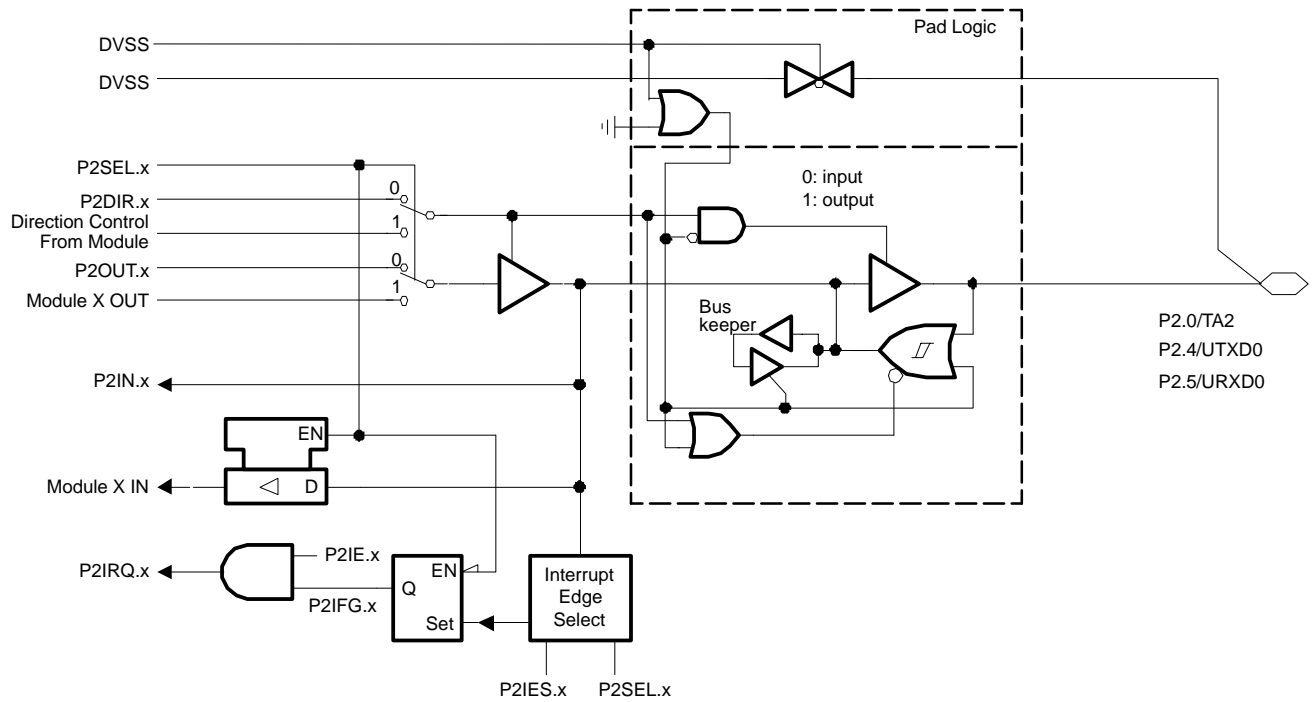 Pad Logic
DVSS
DVSS
P2SEL.x
0
P2DIR.x
0: input
1: output
Direction Control
From Module
1
0
P2OUT.x
1
Module X OUT
Bus
keeper
P2.0/TA2
P2.4/UTXD0
P2.5/URXD0
P2IN.x
EN
Module X IN
D
P2IE.x
P2IRQ.x
EN
Q
P2IFG.x
Set
Interrupt
Edge
Select
P2IES.x
P2SEL.x